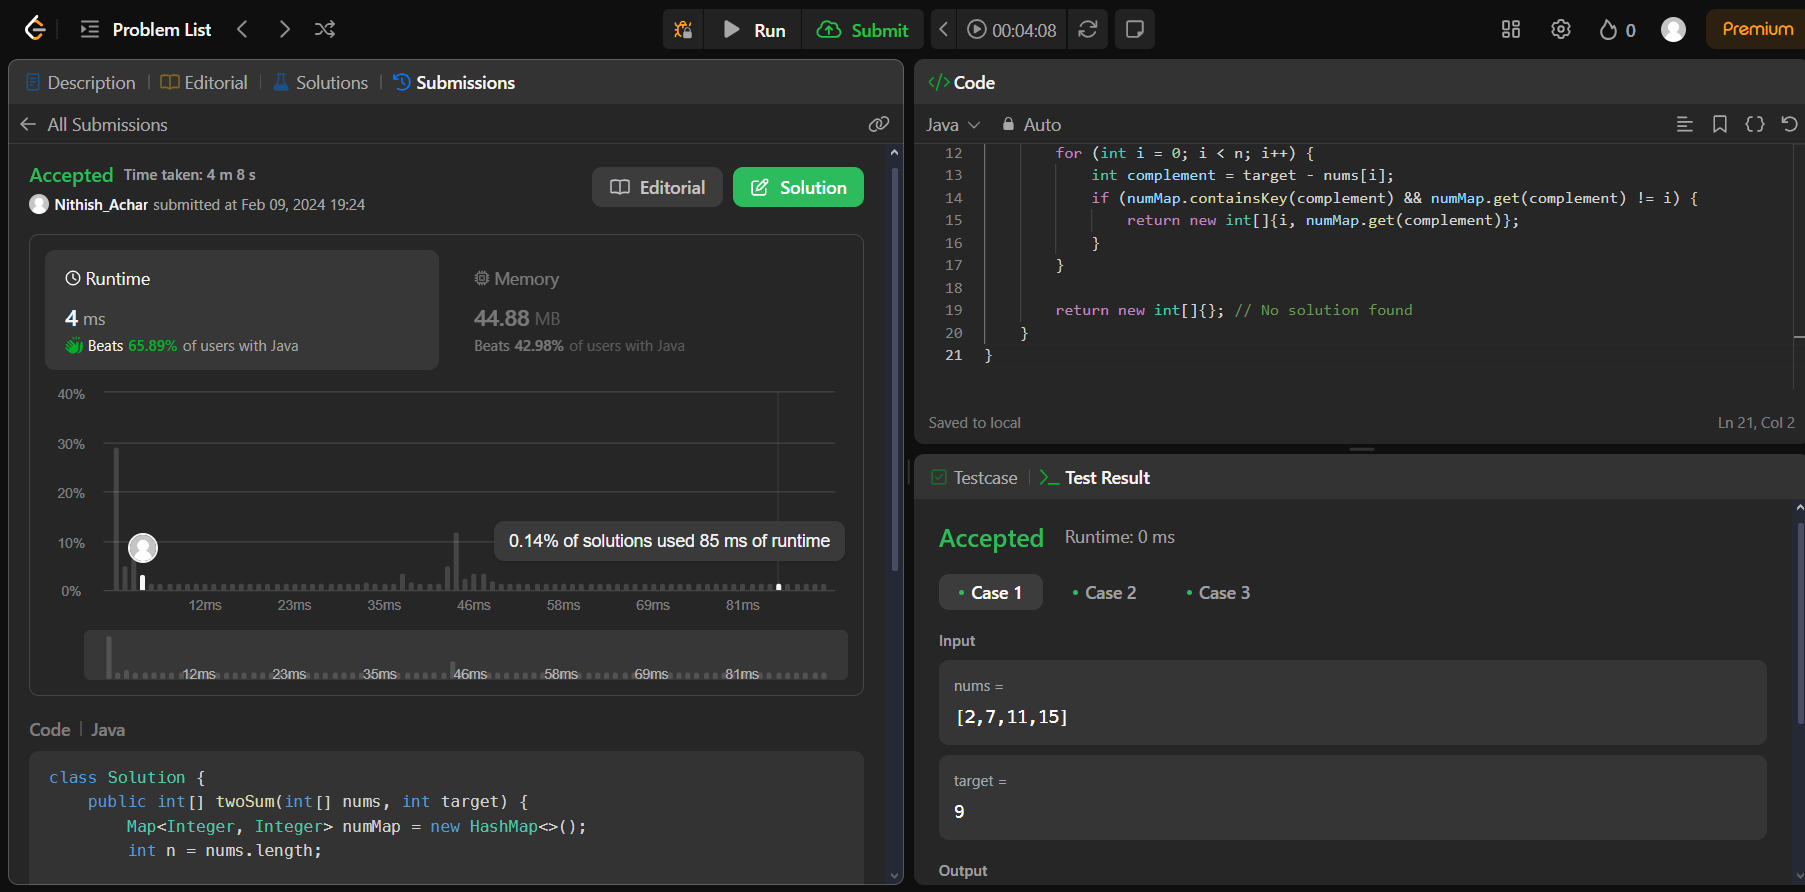 Problem List
Run
Submit
00:04:08
0
Premium
Description
Editorial
Solutions
Submissions
All Submissions
Accepted Time taken: 4 m 8 s
Nithish_Achar submitted at Feb 09, 2024 19:24
Editorial
Solution
Runtime
4 ms
Beats 65.89% of users with Java
Memory
44.88 MB
Beats 42.98% of users with Java
40%
30%
20%
10%
0%
0.14% of solutions used 85 ms of runtime
12ms 23ms 35ms 46ms 58ms 69ms 81ms
12ms 23ms 35ms 46ms 58ms 69ms 81ms
Code | Java
class Solution {
public int[] twoSum(int[] nums, int target) {
Map<Integer, Integer> numMap = new HashMap<>();
int n = nums.length;
</> Code
Java
Auto
12 for (int i = 0; i < n; i++) {
13 int complement = target - nums[i];
14 if (numMap.containsKey(complement) && numMap.get(complement) != i) {
15 return new int[]{i, numMap.get(complement)};
16 }
17 }
18
19 return new int[]{}; // No solution found
20 }
21 }
Saved to local
Ln 21, Col 2
Testcase
Test Result
Accepted Runtime: 0 ms
Case 1
Case 2
Case 3
Input
nums =
[2,7,11,15]
target =
9
Output